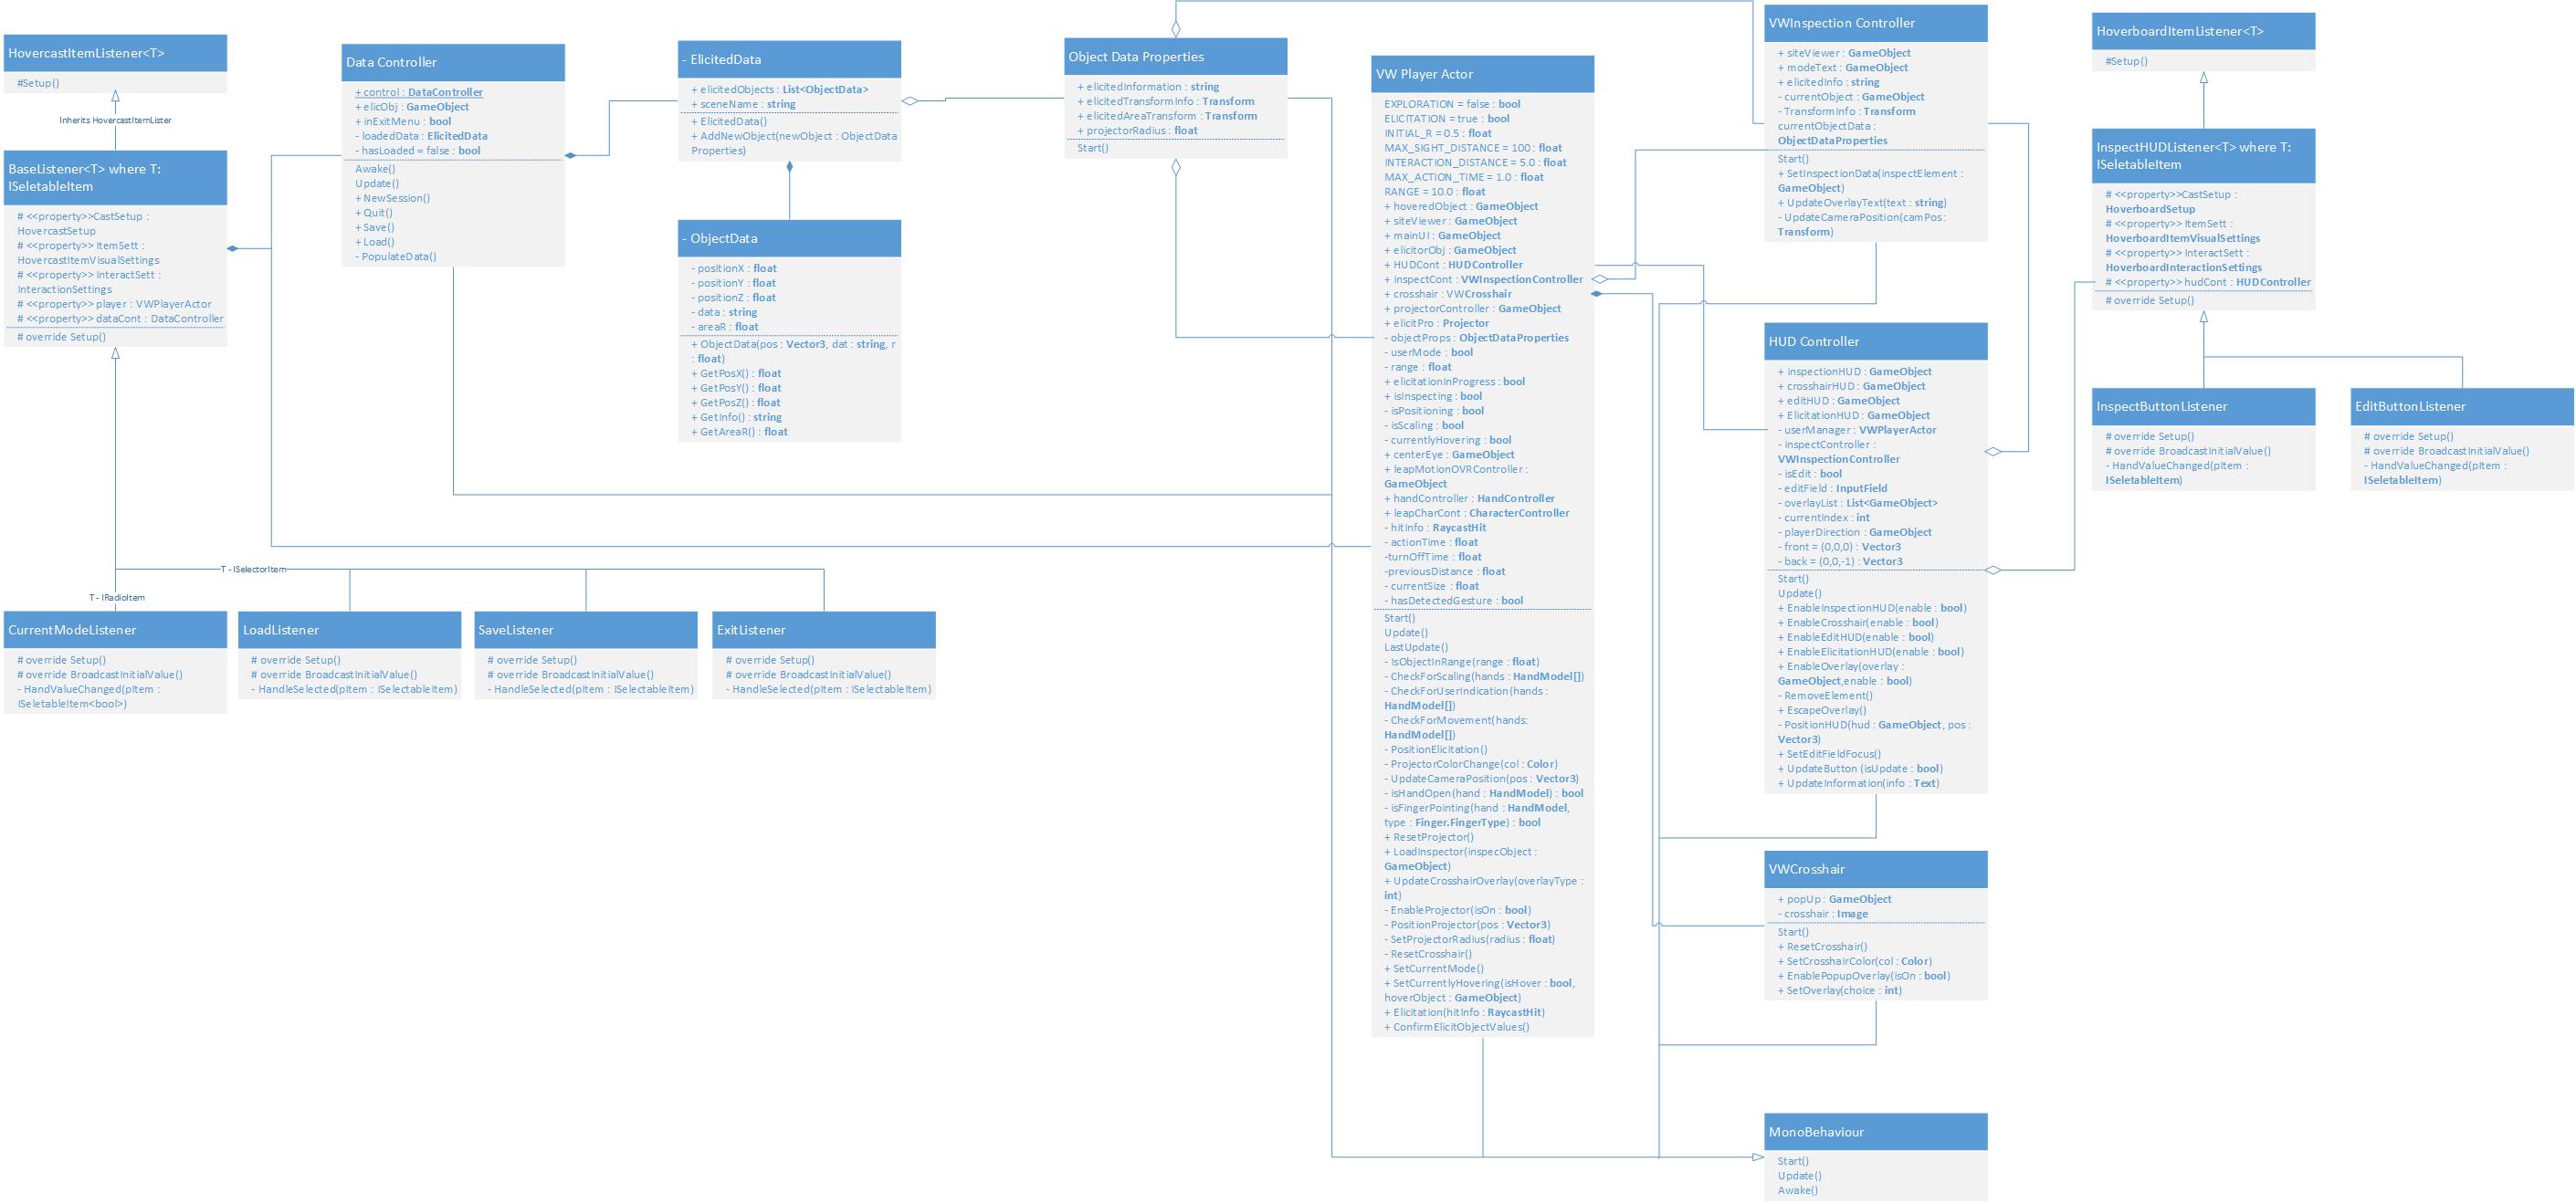 HovercastItemListener<T>
#Setup()
Inherits HovercastItemLister
BaseListener<T> where T:
ISeletableItem
# <<property>>CastSetup :
HovercastSetup
# <<property>> ItemSett :
HovercastItemVisualSettings
# <<property>> InteractSett :
InteractionSettings
# <<property>> player : VWPlayerActor
# <<property>> dataCont : DataController
# override Setup()
T - ISelectorItem
T - IRadioItem
CurrentModeListener
# override Setup()
# override BroadcastInitialValue()
- HandValueChanged(pItem :
ISeletableItem<bool>)
LoadListener
# override Setup()
# override BroadcastInitialValue()
- HandleSelected(pItem : ISelectableItem)
SaveListener
# override Setup()
# override BroadcastInitialValue()
- HandleSelected(pItem : ISelectableItem)
ExitListener
# override Setup()
# override BroadcastInitialValue()
- HandleSelected(pItem : ISelectableItem)
Data Controller
+ control : DataController
+ elicObj : GameObject
+ inExitMenu : bool
- loadedData : ElicitedData
- hasLoaded = false : bool
Awake()
Update()
+ NewSession()
+ Quit()
+ Save()
+ Load()
- PopulateData()
- ElicitedData
+ elicitedObjects : List<ObjectData>
+ sceneName : string
+ ElicitedData()
+ AddNewObject(newObject : ObjectData
Properties)
- ObjectData
- positionX : float
- positionY : float
- positionZ : float
- data : string
- areaR : float
+ ObjectData(pos : Vector3, dat : string, r
: float)
+ GetPosX() : float
+ GetPosY() : float
+ GetPosZ() : float
+ GetInfo() : string
+ GetAreaR() : float
Object Data Properties
+ elicitedInformation : string
+ elicitedTransformInfo : Transform
+ elicitedAreaTransform : Transform
+ projectorRadius : float
Start()
VW Player Actor
EXPLORATION = false : bool
ELICITATION = true : bool
INITIAL_R = 0.5 : float
MAX_SIGHT_DISTANCE = 100 : float
INTERACTION_DISTANCE = 5.0 : float
MAX_ACTION_TIME = 1.0 : float
RANGE = 10.0 : float
+ hoveredObject : GameObject
+ siteViewer : GameObject
+ mainUI : GameObject
+ elicitorObj : GameObject
+ HUDCont : HUDController
+ inspectCont : VWInspectionController
+ crosshair : VWCrosshair
+ projectorController : GameObject
+ elicitPro : Projector
- objectProps : ObjectDataProperties
- userMode : bool
- range : float
+ elicitationInProgress : bool
+ isInspecting : bool
- isPositioning : bool
- isScaling : bool
- currentlyHovering : bool
+ centerEye : GameObject
+ leapMotionOVRController :
GameObject
+ handController : HandController
+ leapCharCont : CharacterController
- hitInfo : RaycastHit
- actionTime : float
-turnOffTime : float
-previousDistance : float
- currentSize : float
- hasDetectedGesture : bool
Start()
Update()
LastUpdate()
- IsObjectInRange(range : float)
- CheckForScaling(hands : HandModel[])
- CheckForUserIndication(hands :
HandModel[])
- CheckForMovement(hands:
HandModel[])
- PositionElicitation()
- ProjectorColorChange(col : Color)
- UpdateCameraPosition(pos : Vector3)
- isHandOpen(hand : HandModel) : bool
- isFingerPointing(hand : HandModel,
type : Finger.FingerType) : bool
+ ResetProjector()
+ LoadInspector(inspecObject :
GameObject)
+ UpdateCrosshairOverlay(overlayType :
int)
- EnableProjector(isOn : bool)
- PositionProjector(pos : Vector3)
- SetProjectorRadius(radius : float)
- ResetCrosshair()
+ SetCurrentMode()
+ SetCurrentlyHovering(isHover : bool,
hoverObject : GameObject)
+ Elicitation(hitInfo : RaycastHit)
+ ConfirmElicitObjectValues()
VWInspection Controller
+ siteViewer : GameObject
+ modeText : GameObject
+ elicitedInfo : string
- currentObject : GameObject
- TransformInfo : Transform
currentObjectData :
ObjectDataProperties
Start()
+ SetInspectionData(inspectElement :
GameObject)
+ UpdateOverlayText(text : string)
- UpdateCameraPosition(camPos :
Transform)
HUD Controller
+ inspectionHUD : GameObject
+ crosshairHUD : GameObject
+ editHUD : GameObject
+ ElicitationHUD : GameObject
- userManager : VWPlayerActor
- inspectController :
VWInspectionController
- isEdit : bool
- editField : InputField
- overlayList : List<GameObject>
- currentIndex : int
- playerDirection : GameObject
- front = (0,0,0) : Vector3
- back = (0,0,-1) : Vector3
Start()
Update()
+ EnableInspectionHUD(enable : bool)
+ EnableCrosshair(enable : bool)
+ EnableEditHUD(enable : bool)
+ EnableElicitationHUD(enable : bool)
+ EnableOverlay(overlay :
GameObject,enable : bool)
- RemoveElement()
+ EscapeOverlay()
- PositionHUD(hud : GameObject, pos :
Vector3)
+ SetEditFieldFocus()
+ UpdateButton (isUpdate : bool)
+ UpdateInformation(info : Text)
VWCrosshair
+ popUp : GameObject
- crosshair : Image
Start()
+ ResetCrosshair()
+ SetCrosshairColor(col : Color)
+ EnablePopupOverlay(isOn : bool)
+ SetOverlay(choice : int)
MonoBehaviour
Start()
Update()
Awake()
HoverboardItemListener<T>
#Setup()
InspectHUDListener<T> where T:
ISeletableItem
# <<property>>CastSetup :
HoverboardSetup
# <<property>> ItemSett :
HoverboardItemVisualSettings
# <<property>> InteractSett :
HoverboardInteractionSettings
# <<property>> hudCont : HUDController
# override Setup()
InspectButtonListener
# override Setup()
# override BroadcastInitialValue()
- HandValueChanged(pItem :
ISeletableItem)
EditButtonListener
# override Setup()
# override BroadcastInitialValue()
- HandValueChanged(pItem :
ISeletableItem)